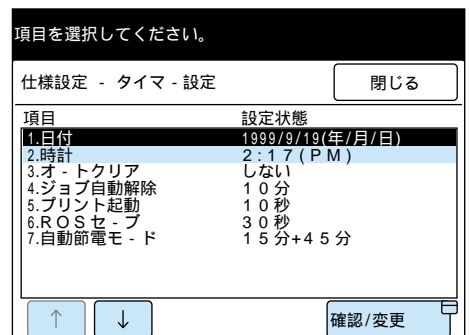 項目を選択してください。
仕様設定 - タイマ - 設定
閉じる
項目 設定状態
1.日付 1999/9/19(年/月/日)
2.時計 2:17(PM)
3.オ-トクリア しない
4.ジョブ自動解除 10分
5.プリント起動 10秒
6.ROSセ-ブ 30秒
7.自動節電モ-ド 15分+45分
↑ ↓ 確認/変更